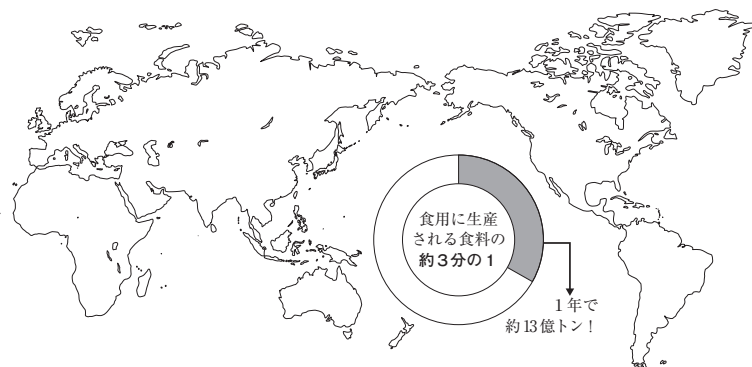 食用に生産
される食料の
約3分の1
1年で
約13億トン！